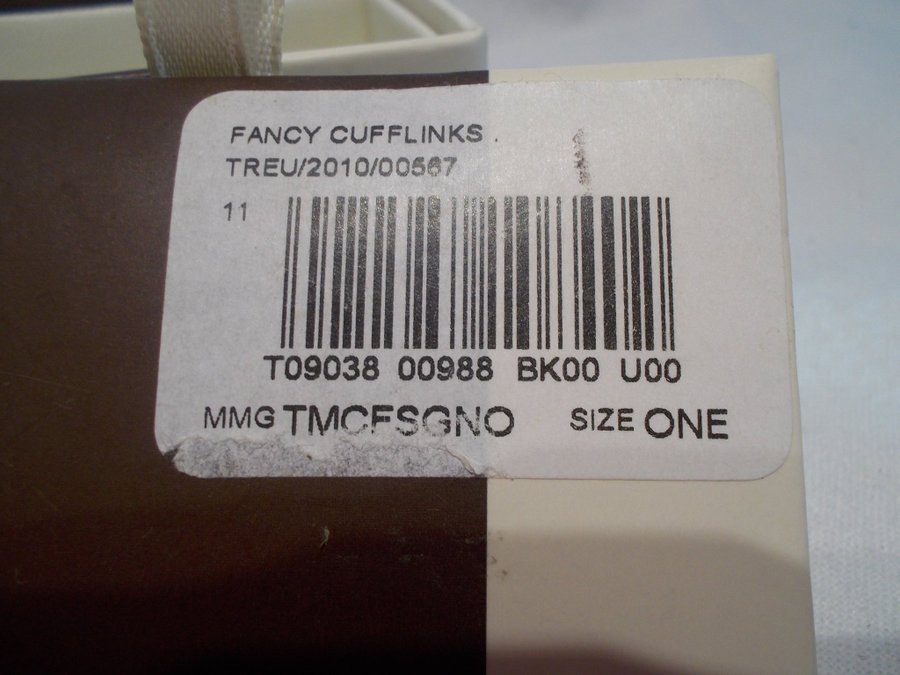 FANCY CUFFLINKS .
TREU/2010/00567
11
T09038 00988 BK00 U00
MMG TMCFSGNO SIZE ONE